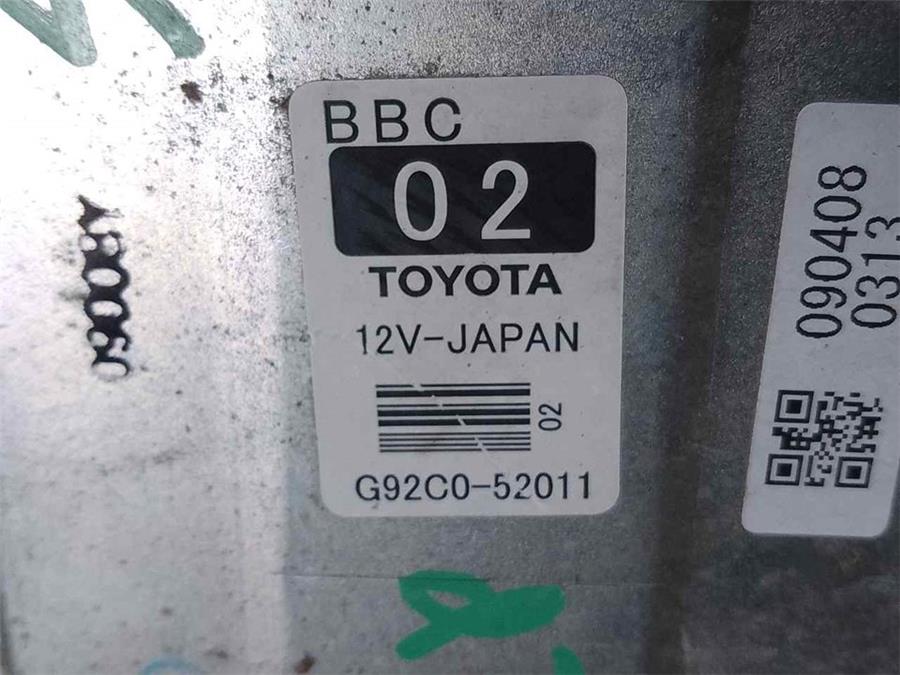 BBC
02
TOYOTA
12V-JAPAN
02
G92C0-52011
090408
0313